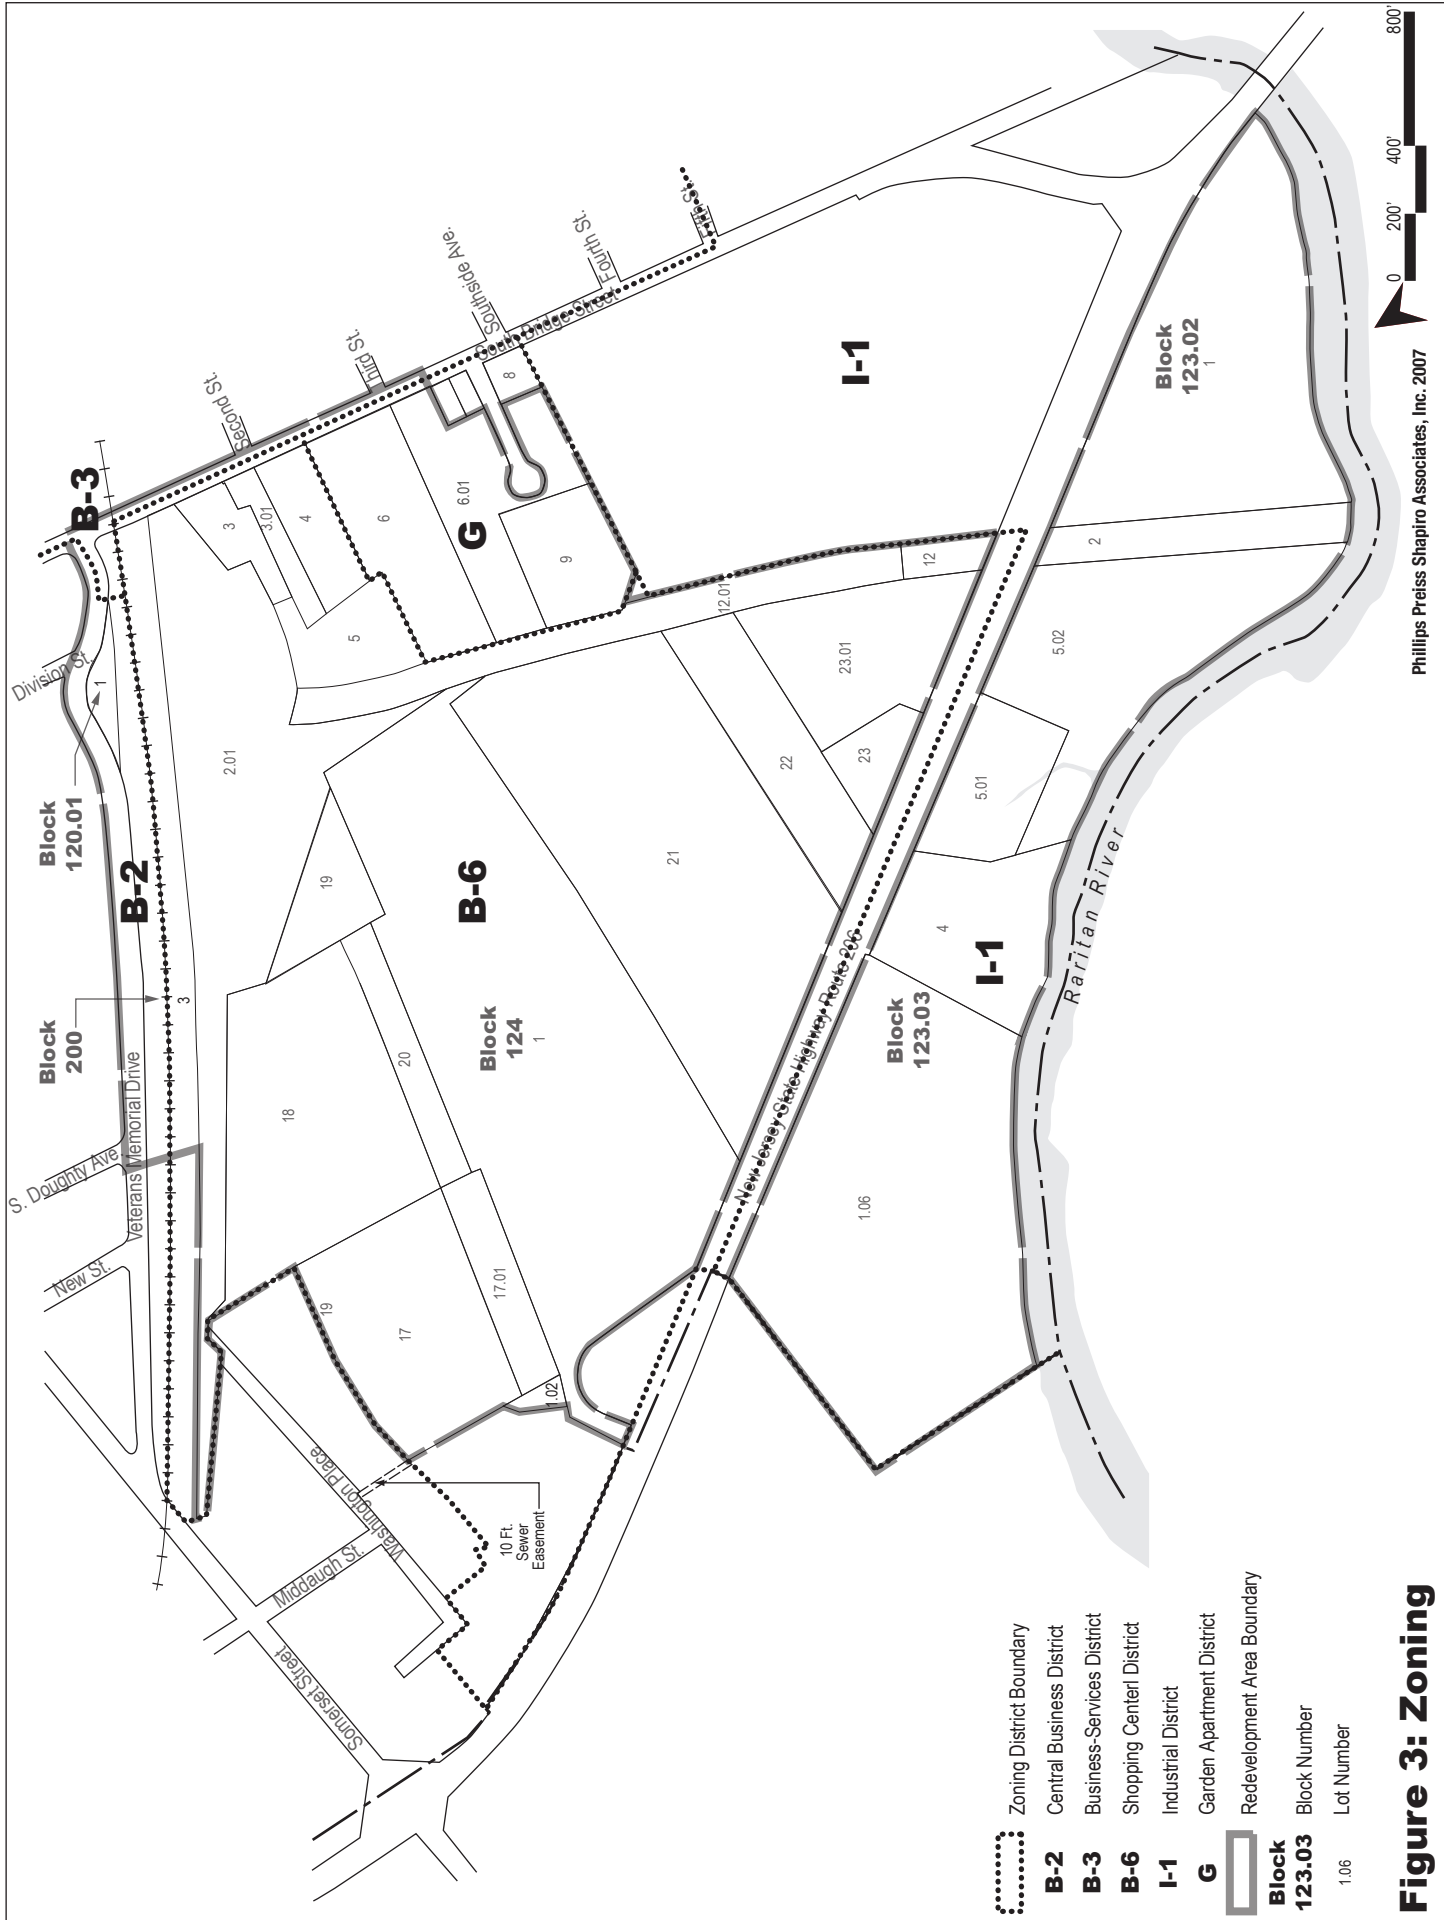 Division St.
S. Doughty Ave.
New St.
Veterans Memorial Drive
Somerset Street
Middaugh St.
Washington Place
10 Ft.
Sewer
Easement
Block
200
3
Block
120.01
1
B-2
B-3
Second St.
Third St.
Southside Ave.
South Bridge Street
Fourth St.
Fifth St.
2.01
3
3.01
4
5
6
6.01
G
8
9
12.01
12
19
18
20
19
17
17.01
1.02
B-6
Block
124
1
21
22
23
23.01
New Jersey State Highway Route 206
I-1
Block
123.02
1
2
5.02
5.01
4
I-1
Block
123.03
1.06
Raritan River
Zoning District Boundary
B-2 Central Business District
B-3 Business-Services District
B-6 Shopping Centerl District
I-1 Industrial District
G Garden Apartment District
Redevelopment Area Boundary
Block
123.03 Block Number
1.06 Lot Number
0 200' 400' 800'
Phillips Preiss Shapiro Associates, Inc. 2007
Figure 3: Zoning